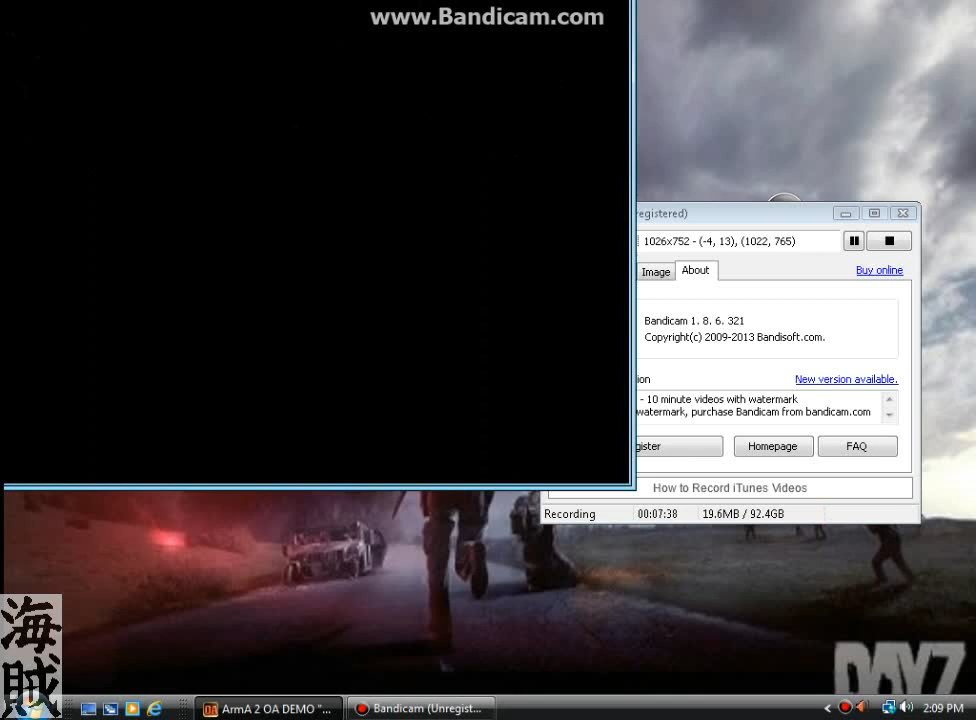 www.Bandicam.com
registered)
1026x752 - (-4, 13), (1022, 765)
Image
About
Buy online
Bandicam 1. 8. 6. 321
Copyright(c) 2009-2013 Bandisoft.com.
ion
New version available.
- 10 minute videos with watermark
watermark, purchase Bandicam from bandicam.com
gister
Homepage
FAQ
How to Record iTunes Videos
Recording
00:07:38
19.6MB / 92.4GB
海賊
DAYZ
OA
ArmA 2 OA DEMO "...
Bandicam (Unregist...
2:09 PM